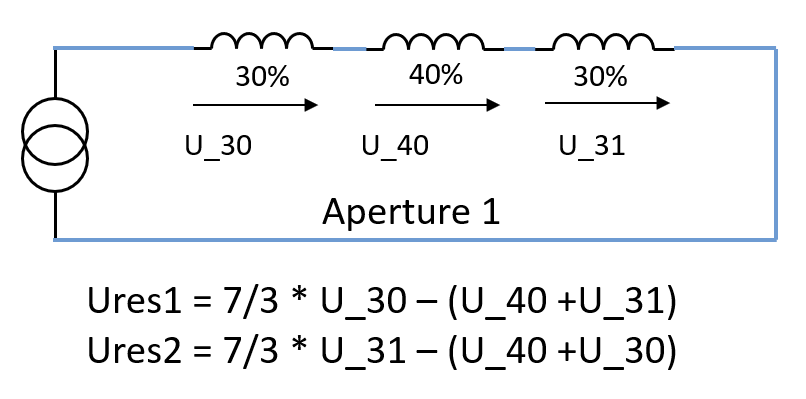 30% 40% 30%
U_30 U_40 U_31
Aperture 1
Ures1 = 7/3 * U_30 – (U_40 +U_31)
Ures2 = 7/3 * U_31 – (U_40 +U_30)